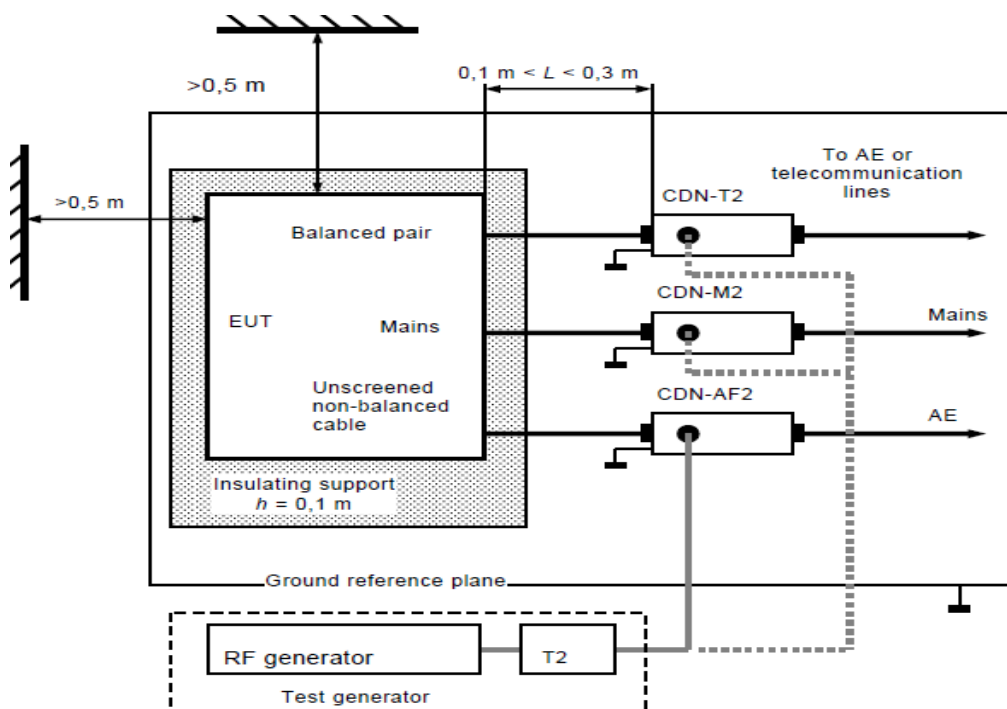 0,1 m < L < 0,3 m
>0,5 m
To AE or
telecommunication
lines
>0,5 m
CDN-T2
Balanced pair
CDN-M2
EUT
Mains
Mains
Unscreened
non-balanced
cable
CDN-AF2
AE
Insulating support
h = 0,1 m
Ground reference plane
RF generator
T2
Test generator